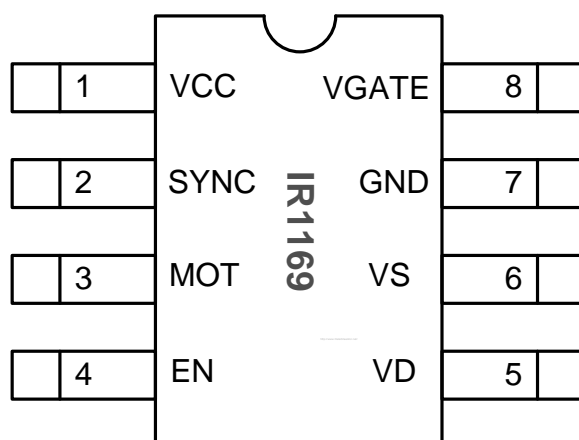 1 VCC VGATE 8
2 SYNC GND 7
IR1169
3 MOT VS 6
4 EN VD 5